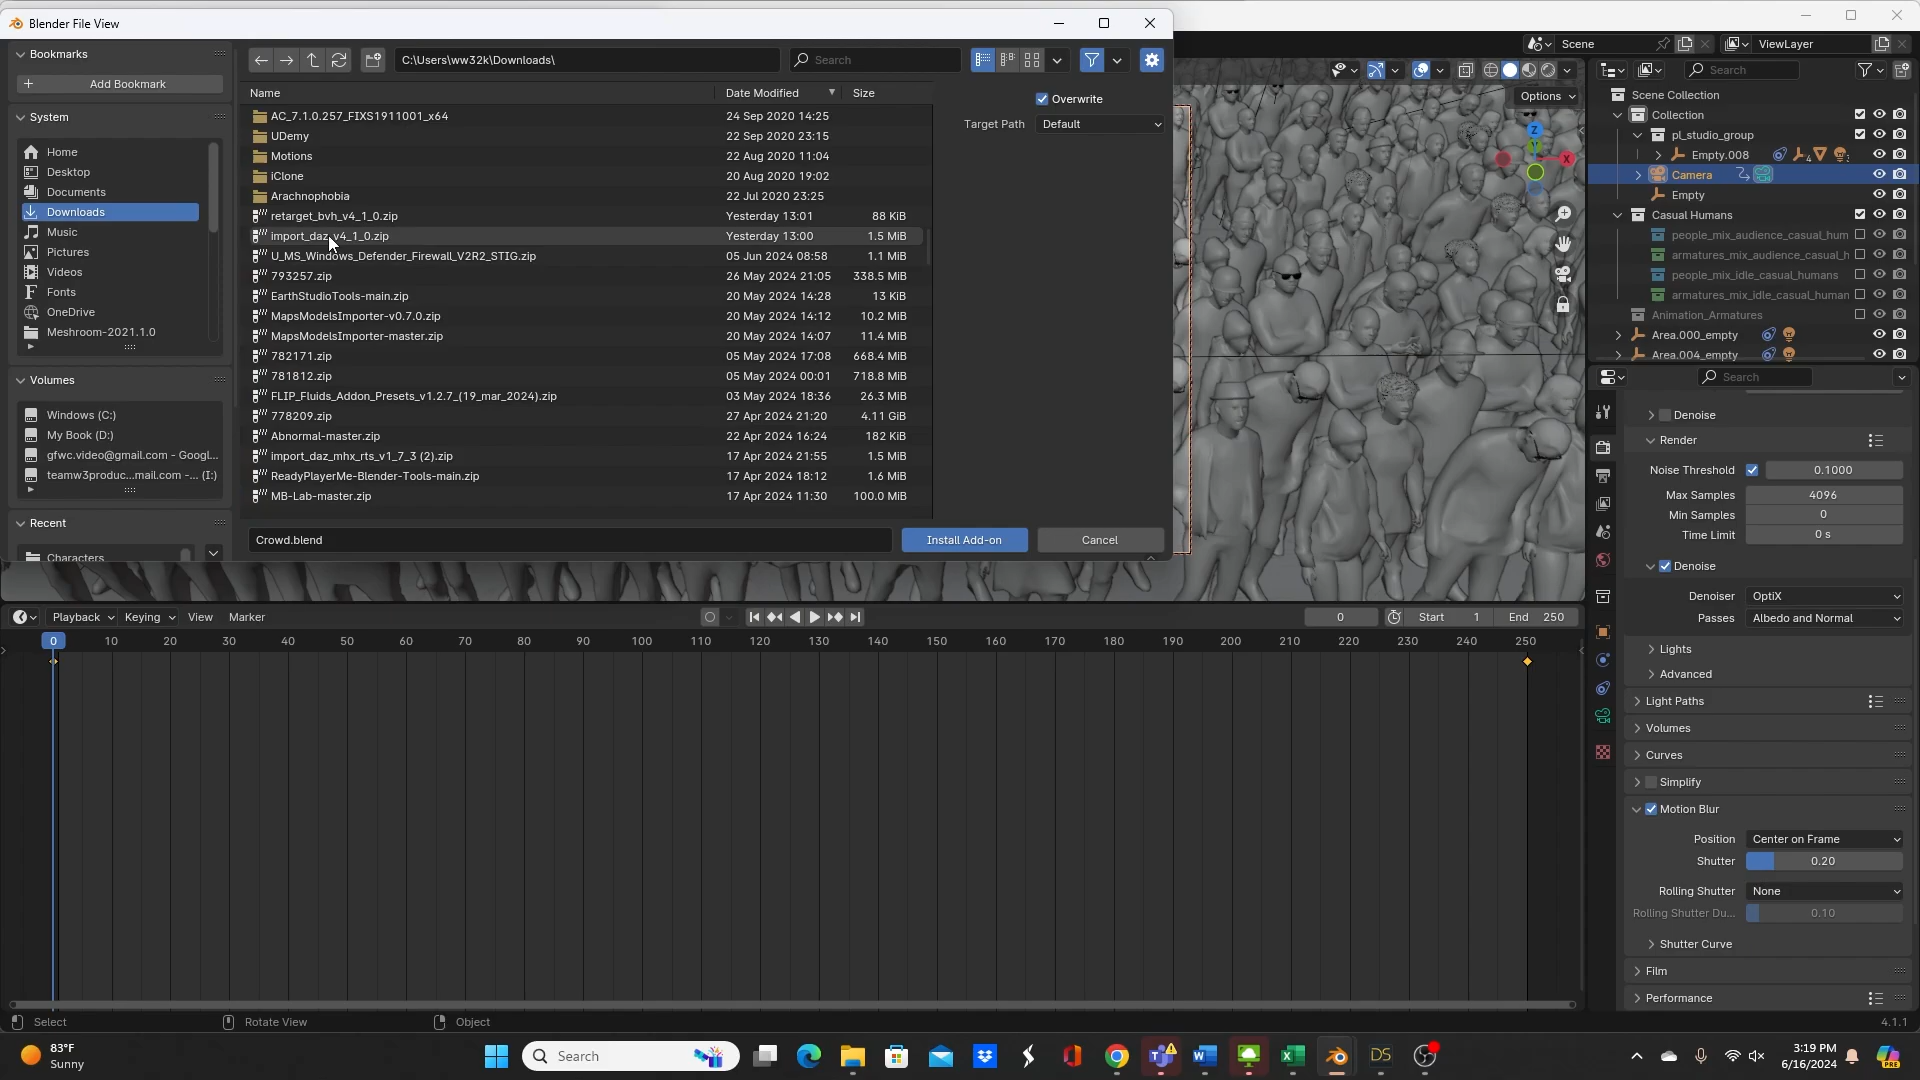 Blender File View
Bookmarks
Add Bookmark
System
Home
Desktop
Documents
Downloads
Music
Pictures
Videos
Fonts
OneDrive
Meshroom-2021.1.0
Volumes
Windows (C:)
My Book (D:)
gfwc.video@gmail.com - Googl...
teamw3produc...mail.com -... (I:)
Recent
Characters
C:\Users\ww32k\Downloads\
Search
Name Date Modified Size
AC_7.1.0.257_FIXS1911001_x64 24 Sep 2020 14:25
UDemy 22 Sep 2020 23:15
Motions 22 Aug 2020 11:04
iClone 20 Aug 2020 19:02
Arachnophobia 22 Jul 2020 23:25
retarget_bvh_v4_1_0.zip Yesterday 13:01 88 KiB
import_daz_v4_1_0.zip Yesterday 13:00 1.5 MiB
U_MS_Windows_Defender_Firewall_V2R2_STIG.zip 05 Jun 2024 08:58 1.1 MiB
793257.zip 26 May 2024 21:05 338.5 MiB
EarthStudioTools-main.zip 20 May 2024 14:28 13 KiB
MapsModelsImporter-v0.7.0.zip 20 May 2024 14:12 10.2 MiB
MapsModelsImporter-master.zip 20 May 2024 14:07 11.4 MiB
782171.zip 05 May 2024 17:08 668.4 MiB
781812.zip 05 May 2024 00:01 718.8 MiB
FLIP_Fluids_Addon_Presets_v1.2.7_(19_mar_2024).zip 03 May 2024 18:36 26.3 MiB
778209.zip 27 Apr 2024 21:20 4.11 GiB
Abnormal-master.zip 22 Apr 2024 16:24 182 KiB
import_daz_mhx_rts_v1_7_3 (2).zip 17 Apr 2024 21:55 1.5 MiB
ReadyPlayerMe-Blender-Tools-main.zip 17 Apr 2024 18:12 1.6 MiB
MB-Lab-master.zip 17 Apr 2024 11:30 100.0 MiB
Overwrite
Target Path Default
Crowd.blend Install Add-on Cancel
Scene ViewLayer
Options
Z
Y
X
Search
Scene Collection
Collection
pl_studio_group
Empty.008 4 3
Camera
Empty
Casual Humans
people_mix_audience_casual_hum
armatures_mix_audience_casual_h
people_mix_idle_casual_humans
armatures_mix_idle_casual_human
Animation_Armatures
Area.000_empty
Area.004_empty
Search
Denoise
Render
Noise Threshold 0.1000
Max Samples 4096
Min Samples 0
Time Limit 0 s
Denoise
Denoiser OptiX
Passes Albedo and Normal
Lights
Advanced
Light Paths
Volumes
Curves
Simplify
Motion Blur
Position Center on Frame
Shutter 0.20
Rolling Shutter None
Rolling Shutter Du... 0.10
Shutter Curve
Film
Performance
Playback Keying View Marker 0 Start 1 End 250
0 10 20 30 40 50 60 70 80 90 100 110 120 130 140 150 160 170 180 190 200 210 220 230 240 250
Select Rotate View Object 4.1.1
83°F
Sunny
Search
DS
3:19 PM
6/16/2024
PRE